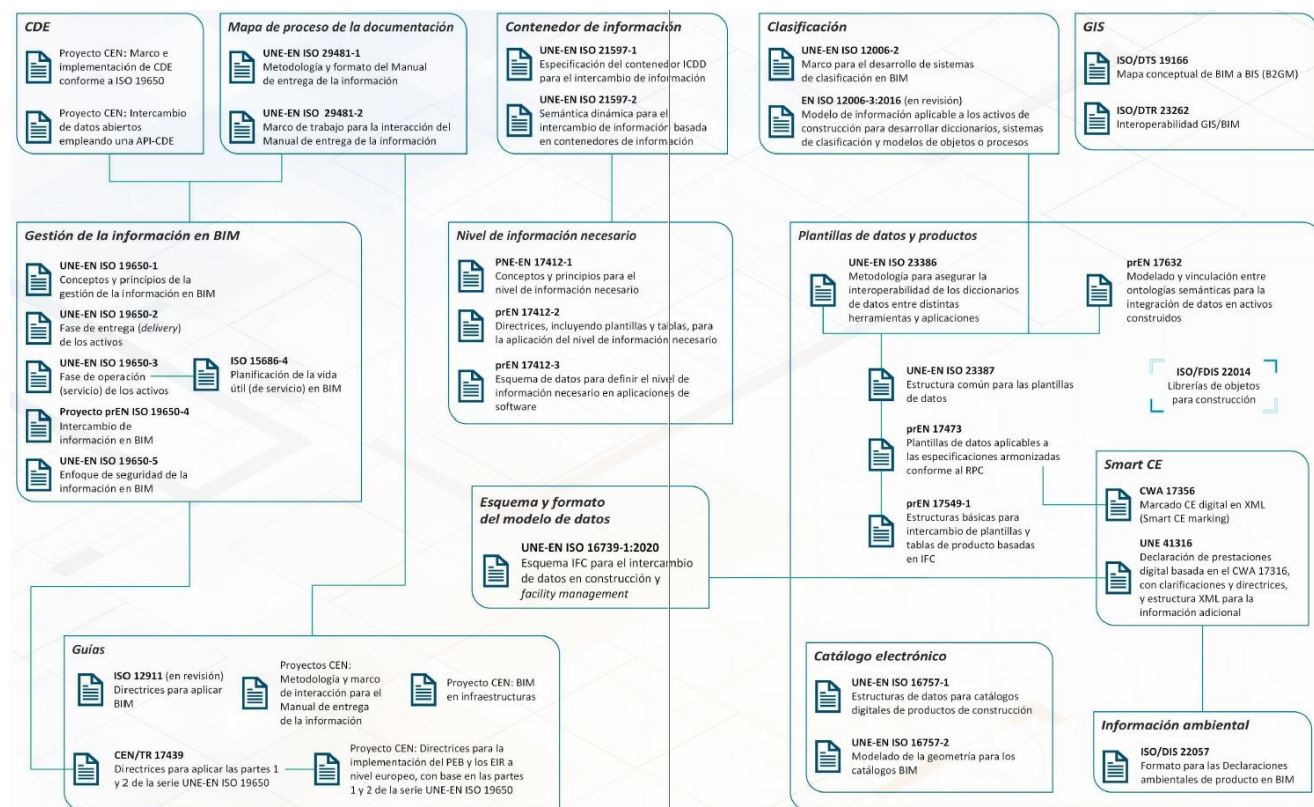 CDE
Proyecto CEN: Marco e
implementación de CDE
conforme a ISO 19650
Proyecto CEN: Intercambio
de datos abiertos
empleando una API-CDE
Mapa de proceso de la documentación
UNE-EN ISO 29481-1
Metodología y formato del Manual
de entrega de la información
UNE-EN ISO 29481-2
Marco de trabajo para la interacción del
Manual de entrega de la información
Contenedor de información
UNE-EN ISO 21597-1
Especificación del contenedor ICDD
para el intercambio de información
UNE-EN ISO 21597-2
Semántica dinámica para el
intercambio de información basada
en contenedores de información
Clasificación
UNE-EN ISO 12006-2
Marco para el desarrollo de sistemas
de clasificación en BIM
EN ISO 12006-3:2016 (en revisión)
Modelo de información aplicable a los activos de
construcción para desarrollar diccionarios, sistemas
de clasificación y modelos de objetos o procesos
GIS
ISO/DTS 19166
Mapa conceptual de BIM a BIS (B2GM)
ISO/DTR 23262
Interoperabilidad GIS/BIM
Gestión de la información en BIM
UNE-EN ISO 19650-1
Conceptos y principios de la
gestión de la información en BIM
UNE-EN ISO 19650-2
Fase de entrega (delivery)
de los activos
UNE-EN ISO 19650-3
Fase de operación
(servicio) de los activos
ISO 15686-4
Planificación de la vida
útil (de servicio) en BIM
Proyecto prEN ISO 19650-4
Intercambio de
información en BIM
UNE-EN ISO 19650-5
Enfoque de seguridad de la
información en BIM
Nivel de información necesario
PNE-EN 17412-1
Conceptos y principios para el
nivel de información necesario
prEN 17412-2
Directrices, incluyendo plantillas y tablas, para
la aplicación del nivel de información necesario
prEN 17412-3
Esquema de datos para definir el nivel de
información necesario en aplicaciones de
software
Plantillas de datos y productos
UNE-EN ISO 23386
Metodología para asegurar la
interoperabilidad de los diccionarios
de datos entre distintas
herramientas y aplicaciones
prEN 17632
Modelado y vinculación entre
ontologías semánticas para la
integración de datos en activos
construidos
UNE-EN ISO 23387
Estructura común para las plantillas
de datos
ISO/FDIS 22014
Librerías de objetos
para construcción
prEN 17473
Plantillas de datos aplicables a
las especificaciones armonizadas
conforme al RPC
prEN 17549-1
Estructuras básicas para
intercambio de plantillas y
tablas de producto basadas
en IFC
Smart CE
CWA 17356
Marcado CE digital en XML
(Smart CE marking)
UNE 41316
Declaración de prestaciones
digital basada en el CWA 17316,
con clarificaciones y directrices,
y estructura XML para la
información adicional
Esquema y formato
del modelo de datos
UNE-EN ISO 16739-1:2020
Esquema IFC para el intercambio
de datos en construcción y
facility management
Guías
ISO 12911 (en revisión)
Directrices para aplicar
BIM
Proyectos CEN:
Metodología y marco
de interacción para el
Manual de entrega
de la información
Proyecto CEN: BIM
en infraestructuras
CEN/TR 17439
Directrices para aplicar las partes 1
y 2 de la serie UNE-EN ISO 19650
Proyecto CEN: Directrices para la
implementación del PEB y los EIR a
nivel europeo, con base en las partes
1 y 2 de la serie UNE-EN ISO 19650
Catálogo electrónico
UNE-EN ISO 16757-1
Estructuras de datos para catálogos
digitales de productos de construcción
UNE-EN ISO 16757-2
Modelado de la geometría para los
catálogos BIM
Información ambiental
ISO/DIS 22057
Formato para las Declaraciones
ambientales de producto en BIM